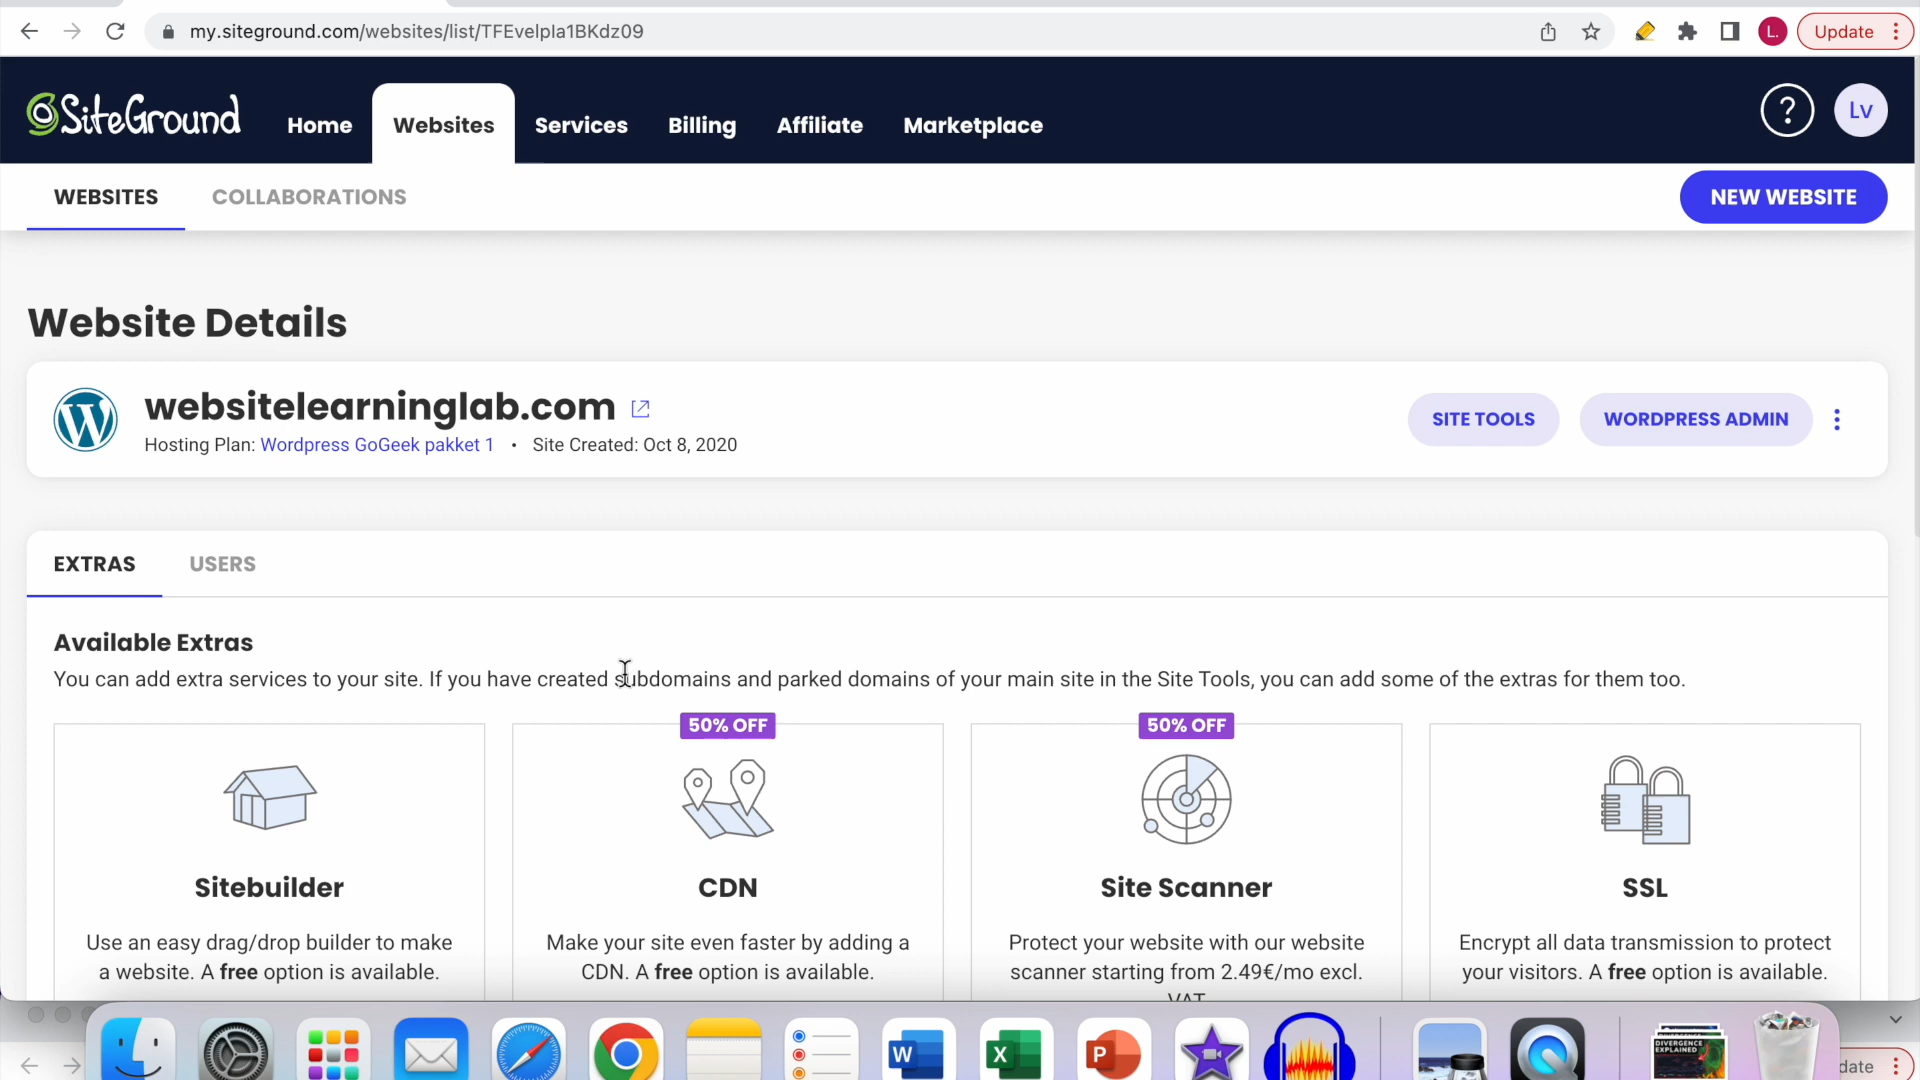 my.siteground.com/websites/list/TFEvelpIa1BKdz09
L.
Update
SiteGround
Home
Websites
Services
Billing
Affiliate
Marketplace
?
Lv
WEBSITES
COLLABORATIONS
NEW WEBSITE
Website Details
websitelearninglab.com
Hosting Plan: Wordpress GoGeek pakket 1 • Site Created: Oct 8, 2020
SITE TOOLS
WORDPRESS ADMIN
EXTRAS
USERS
Available Extras
You can add extra services to your site. If you have created subdomains and parked domains of your main site in the Site Tools, you can add some of the extras for them too.
Sitebuilder
Use an easy drag/drop builder to make
a website. A free option is available.
50% OFF
CDN
Make your site even faster by adding a
CDN. A free option is available.
50% OFF
Site Scanner
Protect your website with our website
scanner starting from 2.49€/mo excl.
VAT
SSL
Encrypt all data transmission to protect
your visitors. A free option is available.
W
X
P
DIVERGENCE
EXPLAINED
date